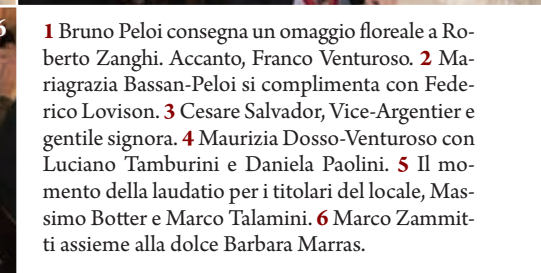 6
1 Bruno Peloi consegna un omaggio floreale a Ro-
berto Zanghi. Accanto, Franco Venturoso. 2 Ma-
riagrazia Bassan-Peloi si complimenta con Fede-
rico Lovison. 3 Cesare Salvador, Vice-Argentier e
gentile signora. 4 Maurizia Dosso-Venturoso con
Luciano Tamburini e Daniela Paolini. 5 Il mo-
mento della laudatio per i titolari del locale, Mas-
simo Botter e Marco Talamini. 6 Marco Zammit-
ti assieme alla dolce Barbara Marras.